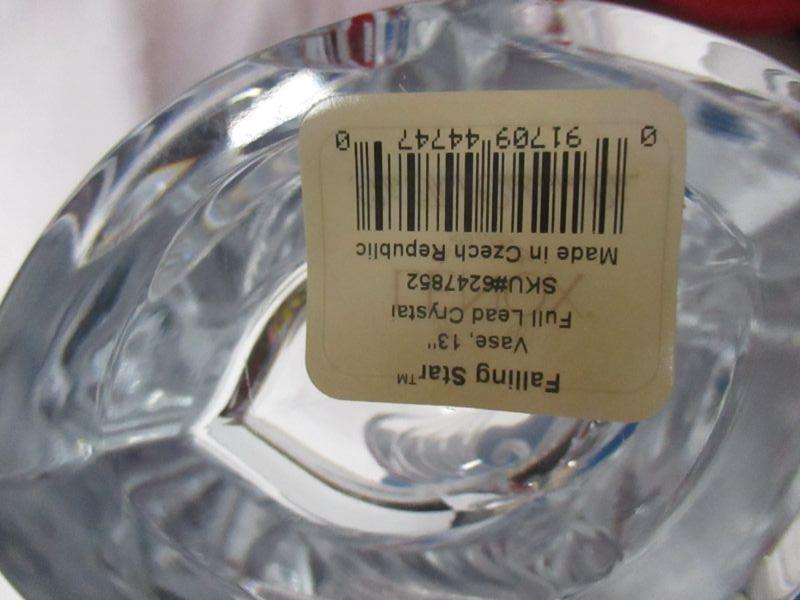 Falling Star™
Vase, 13"
Full Lead Crystal
SKU#6247852
Made in Czech Republic
0 91709 44747 0